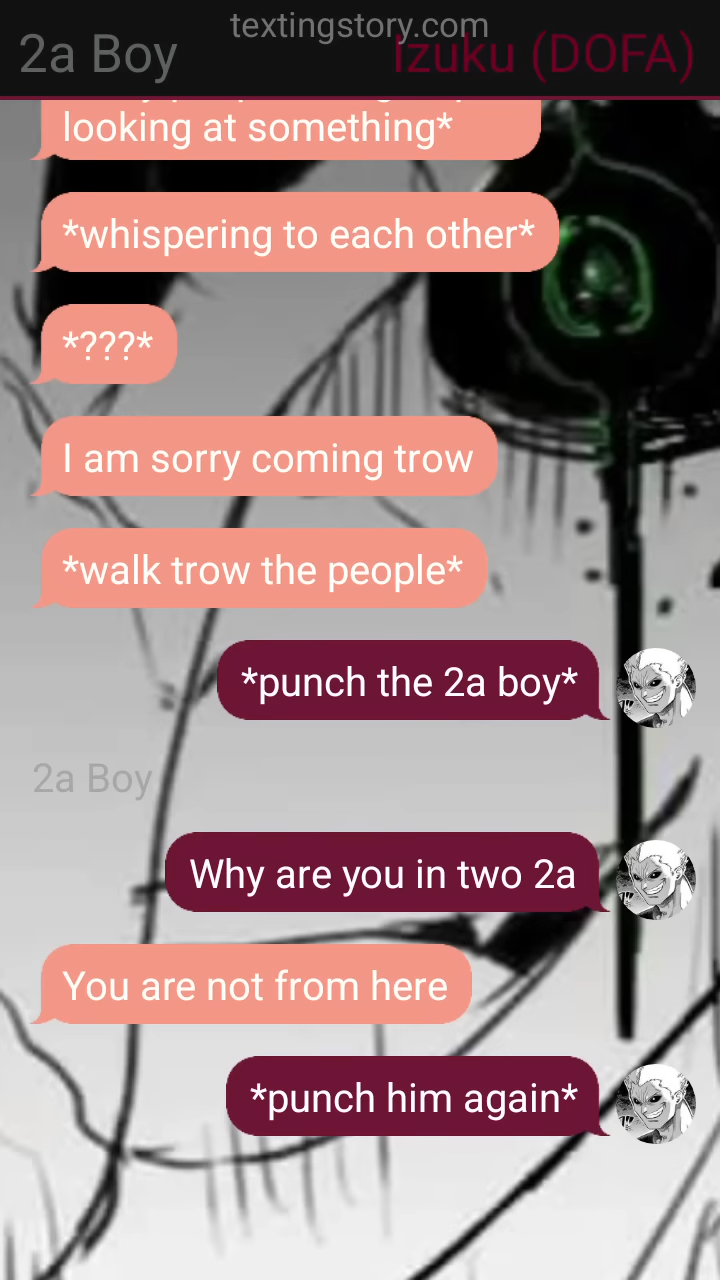 textingstory.com
2a Boy
Izuku (DOFA)
looking at something*
*whispering to each other*
*???*
I am sorry coming trow
*walk trow the people*
*punch the 2a boy*
2a Boy
Why are you in two 2a
You are not from here
*punch him again*